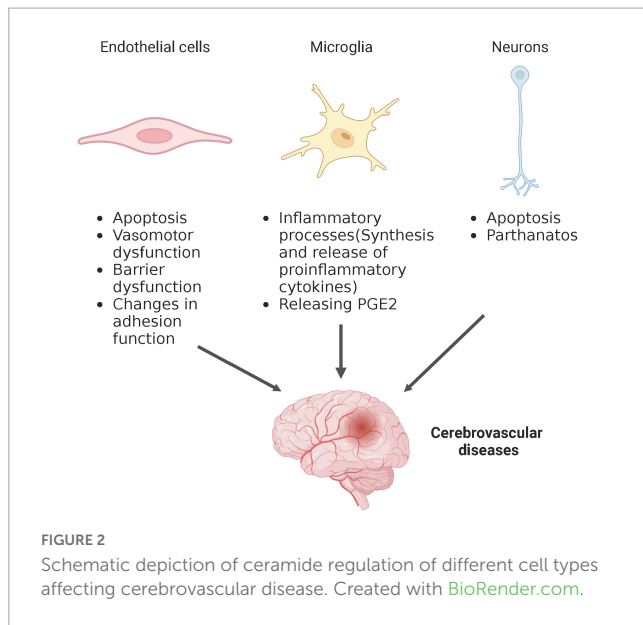 Endothelial cells
Microglia
Neurons
• Apoptosis
• Vasomotor
dysfunction
• Barrier
dysfunction
• Changes in
adhesion
function
• Inflammatory
processes(Synthesis
and release of
proinflammatory
cytokines)
• Releasing PGE2
• Apoptosis
• Parthanatos
Cerebrovascular
diseases
FIGURE 2
Schematic depiction of ceramide regulation of different cell types
affecting cerebrovascular disease. Created with BioRender.com.